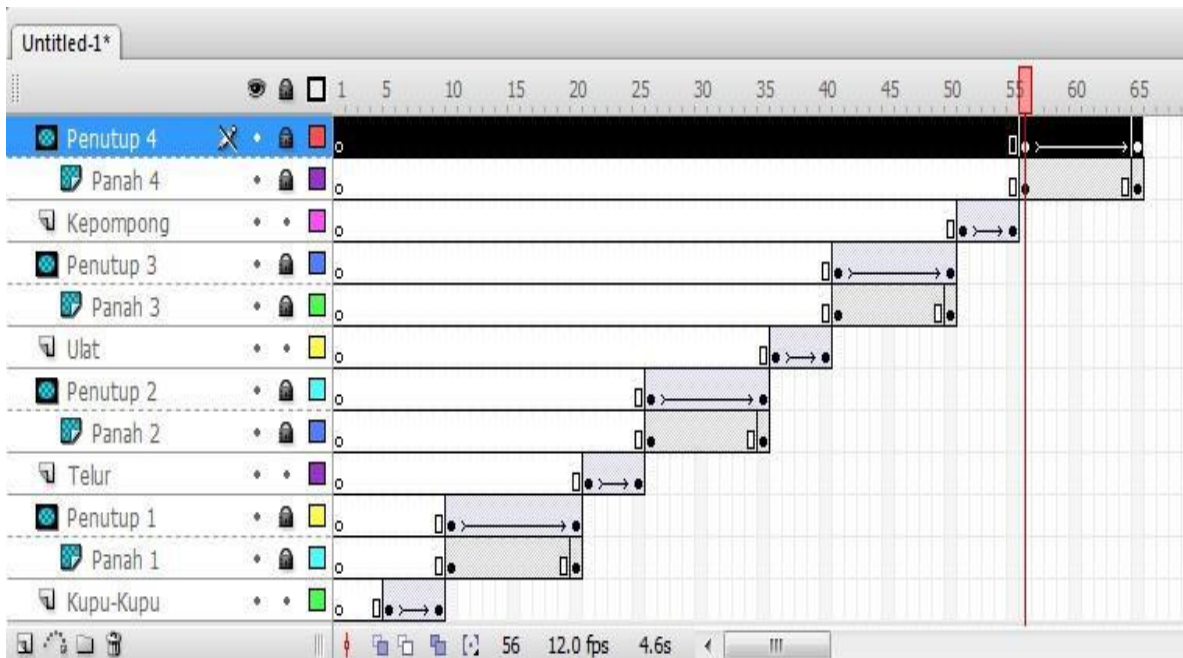 Untitled-1*
1 5 10 15 20 25 30 35 40 45 50 55 60 65
Penutup 4
Panah 4
Kepompong
Penutup 3
Panah 3
Ulat
Penutup 2
Panah 2
Telur
Penutup 1
Panah 1
Kupu-Kupu
56 12.0 fps 4.6s